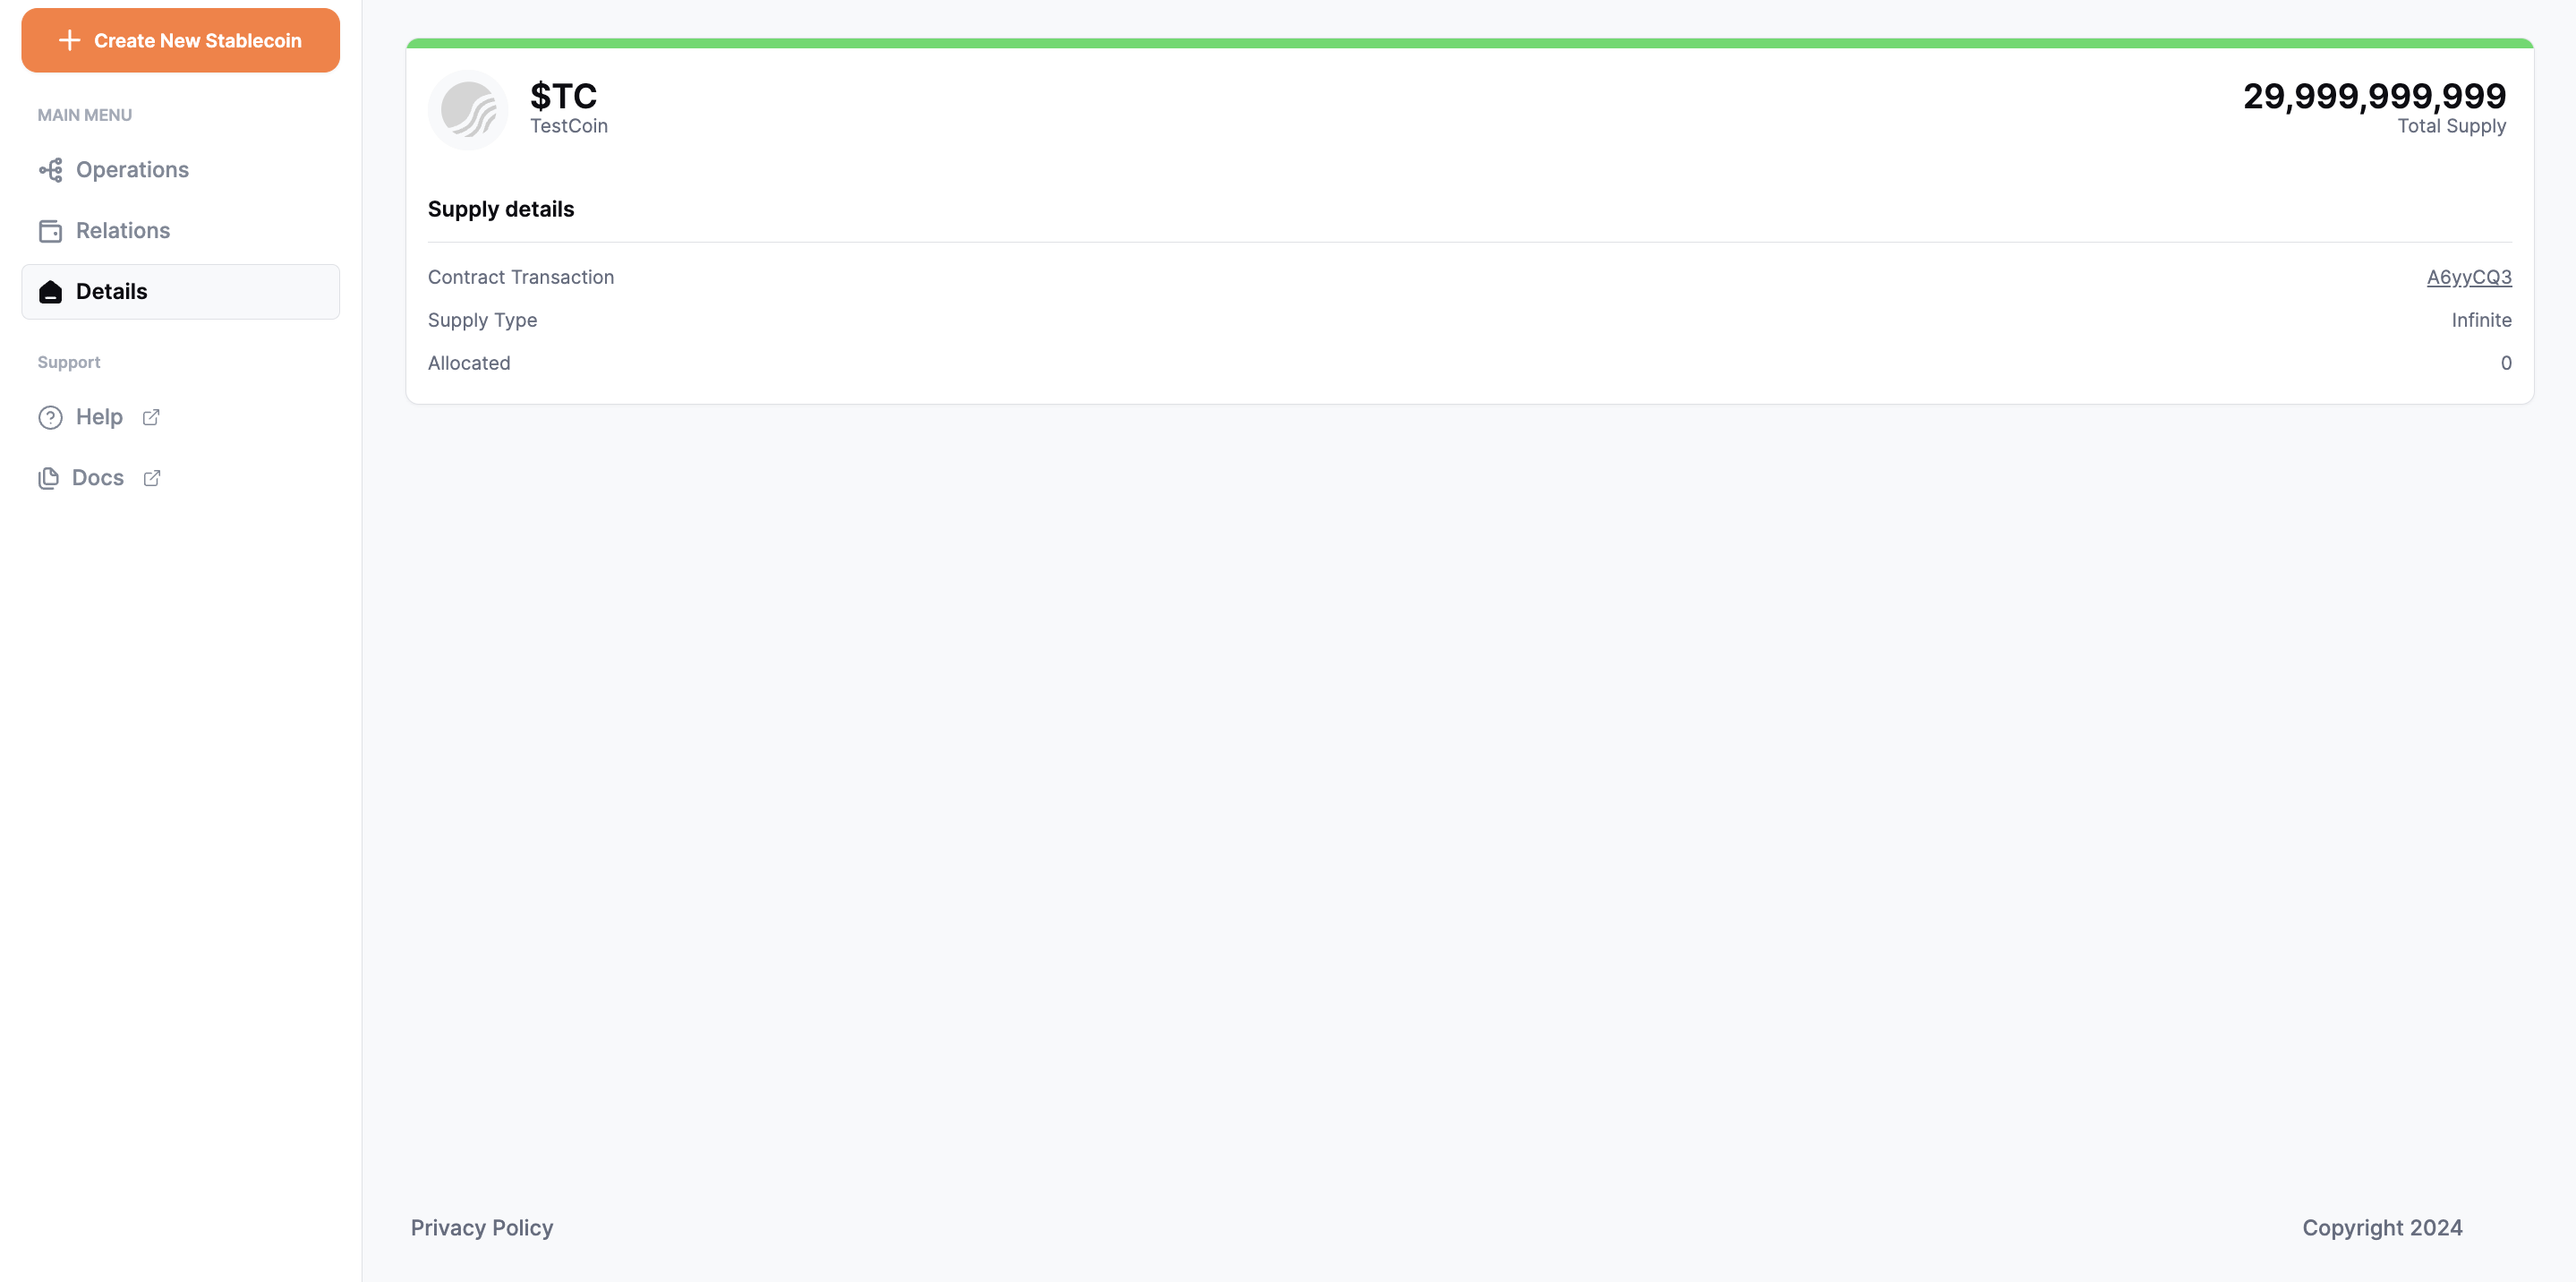 Create New Stablecoin
MAIN MENU
Operations
Relations
Details
Support
Help
Docs
$TC
TestCoin
29,999,999,999
Total Supply
Supply details
Contract Transaction A6yyCQ3
Supply Type Infinite
Allocated 0
Privacy Policy Copyright 2024